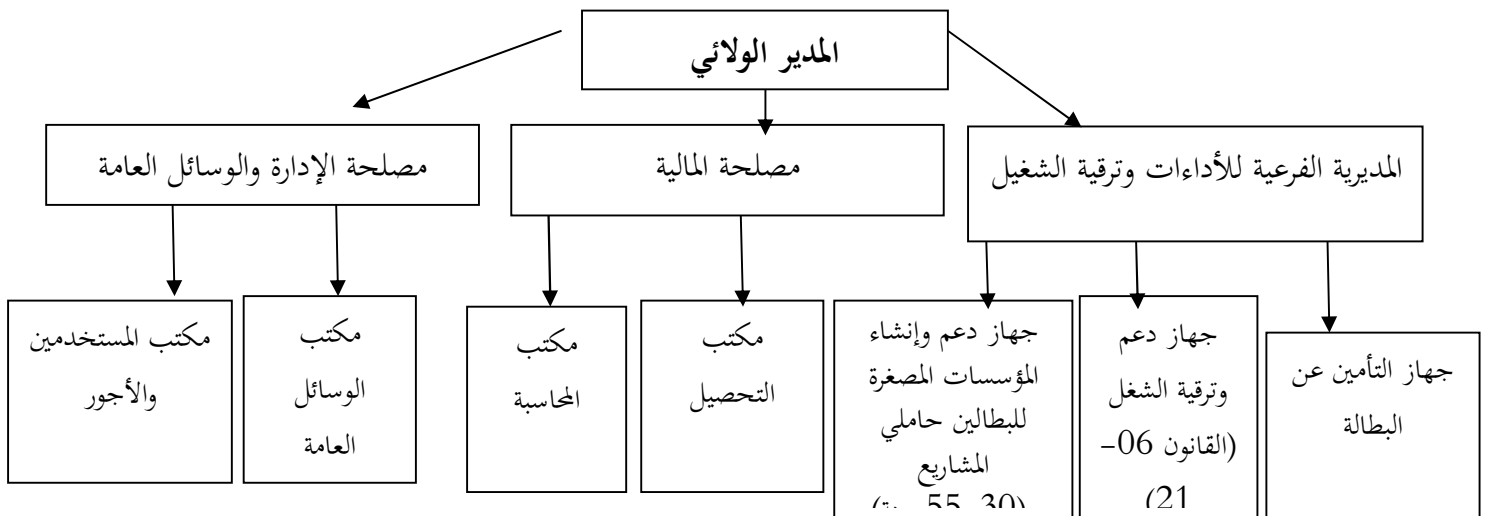 المدير الولائي
المديرية الفرعية للأداءات وترقية الشغيل
مصلحة المالية
مصلحة الإدارة والوسائل العامة
جهاز التأمين عن
البطالة
جهاز دعم
وترقية الشغل
(القانون 06-
21)
جهاز دعم وإنشاء
المؤسسات المصغرة
للبطالين حاملي
المشاريع
مكتب
التحصيل
مكتب
المحاسبة
مكتب
الوسائل
العامة
مكتب المستخدمين
والأجور